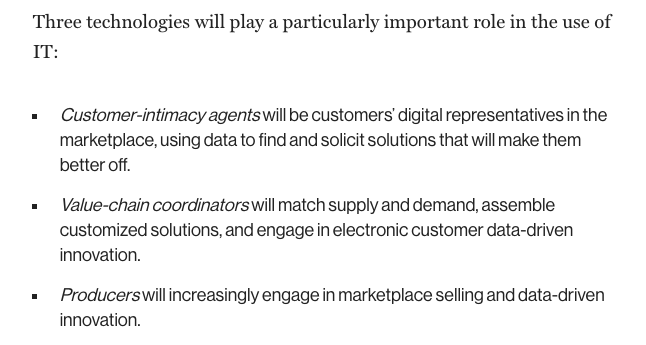 Three technologies will play a particularly important role in the use of
IT:
▪ Customer-intimacy agents will be customers’ digital representatives in the
marketplace, using data to find and solicit solutions that will make them
better off.
▪ Value-chain coordinators will match supply and demand, assemble
customized solutions, and engage in electronic customer data-driven
innovation.
▪ Producers will increasingly engage in marketplace selling and data-driven
innovation.